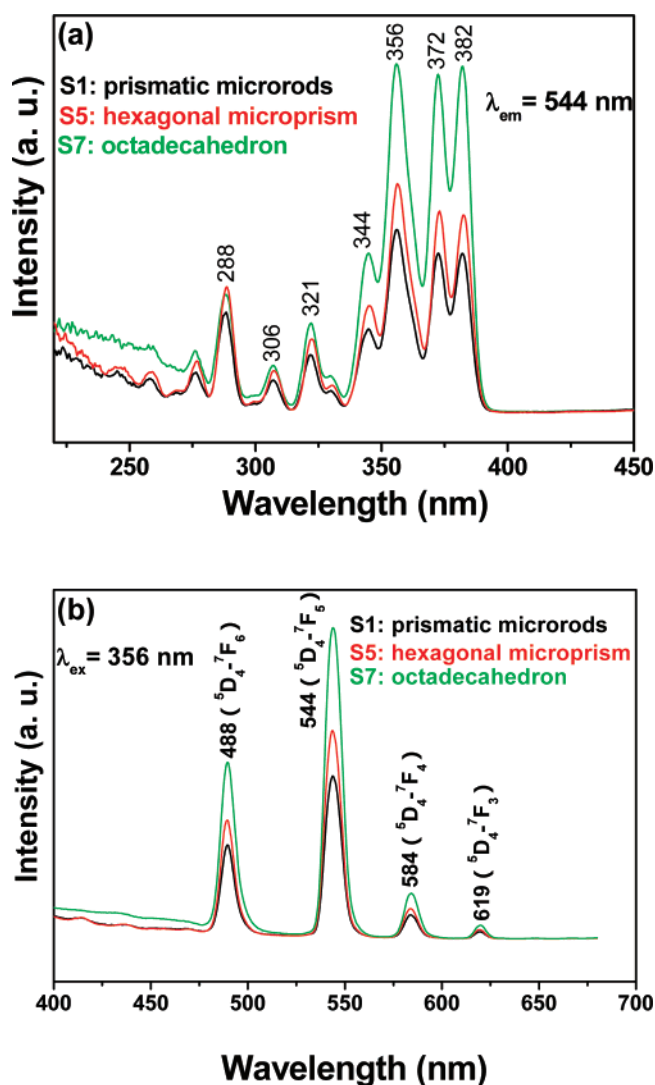 (a)
S1: prismatic microrods
S5: hexagonal microprism
S7: octadecahedron
λem = 544 nm
288
306
321
344
356
372
382
Intensity (a. u.)
250 300 350 400 450
Wavelength (nm)
(b)
λex = 356 nm
S1: prismatic microrods
S5: hexagonal microprism
S7: octadecahedron
488 ( ⁵D₄-⁷F₆)
544 ( ⁵D₄-⁷F₅)
584 ( ⁵D₄-⁷F₄)
619 ( ⁵D₄-⁷F₃)
Intensity (a. u.)
400 450 500 550 600 650 700
Wavelength (nm)